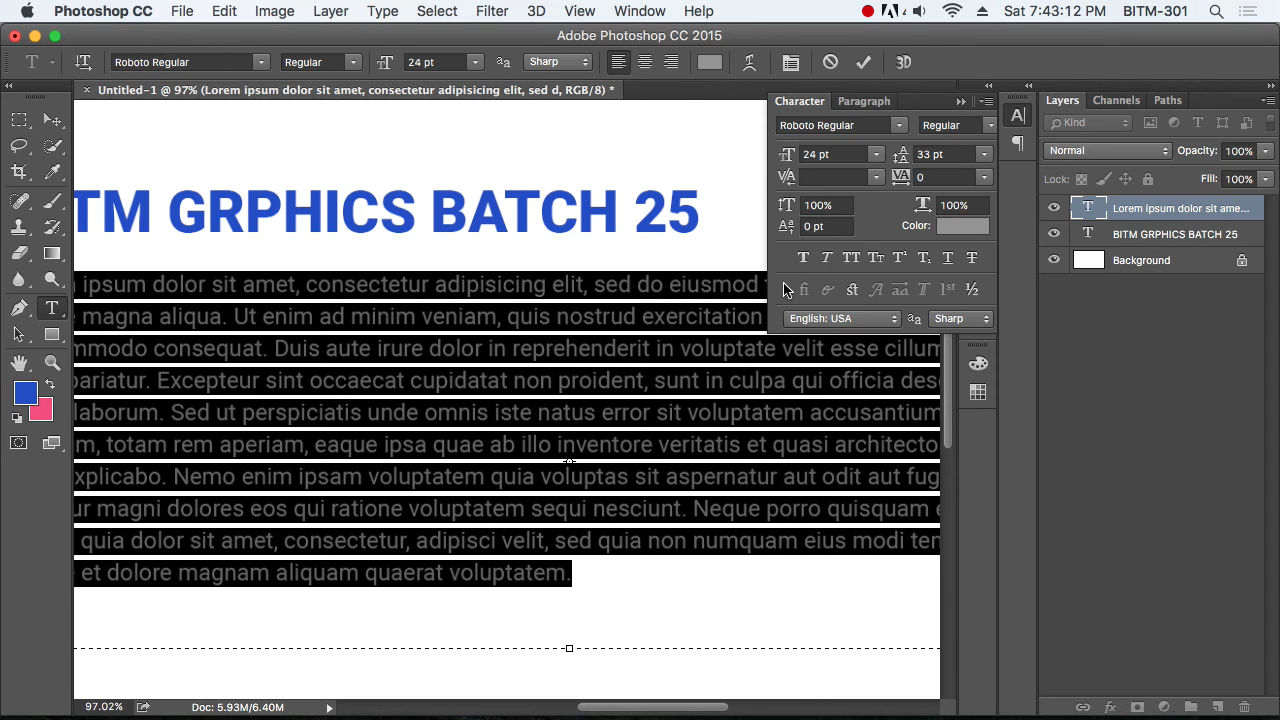 Photoshop CC File Edit Image Layer Type Select Filter 3D View Window Help Sat 7:43:12 PM BITM-301
Adobe Photoshop CC 2015
Roboto Regular Regular 24 pt Sharp 3D
Untitled-1 @ 97% (Lorem ipsum dolor sit amet, consectetur adipisicing elit, sed d, RGB/8) *
Character Paragraph
Roboto Regular Regular
24 pt 33 pt
0
100% 100%
0 pt Color:
English: USA Sharp
Layers Channels Paths
Kind
Normal Opacity: 100%
Lock: Fill: 100%
Lorem ipsum dolor sit ame...
BITM GRPHICS BATCH 25
Background
TM GRPHICS BATCH 25
ipsum dolor sit amet, consectetur adipisicing elit, sed do eiusmod
magna aliqua. Ut enim ad minim veniam, quis nostrud exercitation
mmodo consequat. Duis aute irure dolor in reprehenderit in voluptate velit esse cillum
pariatur. Excepteur sint occaecat cupidatat non proident, sunt in culpa qui officia dese
laborum. Sed ut perspiciatis unde omnis iste natus error sit voluptatem accusantium
m, totam rem aperiam, eaque ipsa quae ab illo inventore veritatis et quasi architecto
xplicabo. Nemo enim ipsam voluptatem quia voluptas sit aspernatur aut odit aut fug
ur magni dolores eos qui ratione voluptatem sequi nesciunt. Neque porro quisquam e
quia dolor sit amet, consectetur, adipisci velit, sed quia non numquam eius modi tem
et dolore magnam aliquam quaerat voluptatem.
97.02% Doc: 5.93M/6.40M